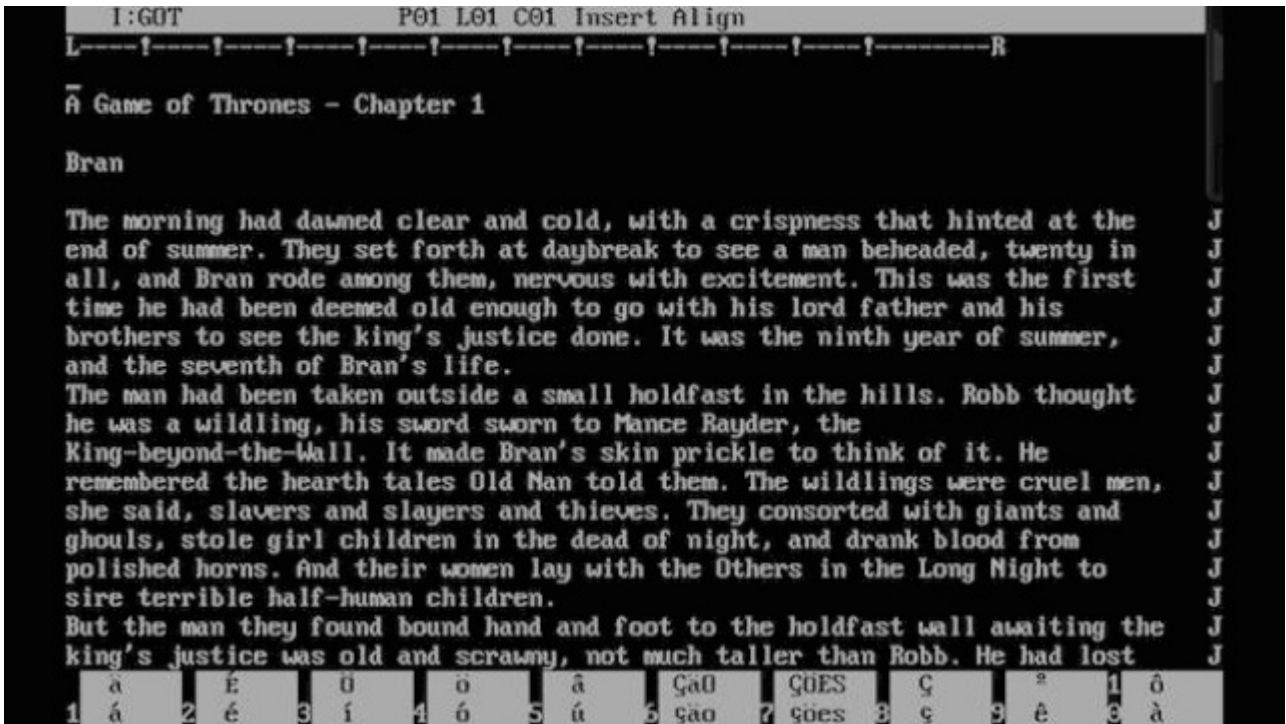 I:GOT P01 L01 C01 Insert Align
L----!----!----!----!----!----!----!----!----!----!----!--------R
A Game of Thrones - Chapter 1
Bran
The morning had dawned clear and cold, with a crispness that hinted at the J
end of summer. They set forth at daybreak to see a man beheaded, twenty in J
all, and Bran rode among them, nervous with excitement. This was the first J
time he had been deemed old enough to go with his lord father and his J
brothers to see the king's justice done. It was the ninth year of summer, J
and the seventh of Bran's life. J
The man had been taken outside a small holdfast in the hills. Robb thought J
he was a wildling, his sword sworn to Mance Rayder, the J
King-beyond-the-Wall. It made Bran's skin prickle to think of it. He J
remembered the hearth tales Old Nan told them. The wildlings were cruel men, J
she said, slavers and slayers and thieves. They consorted with giants and J
ghouls, stole girl children in the dead of night, and drank blood from J
polished horns. And their women lay with the Others in the Long Night to J
sire terrible half-human children. J
But the man they found bound hand and foot to the holdfast wall awaiting the J
king's justice was old and scrawny, not much taller than Robb. He had lost J
ä É Ö ö â ÇäO ÇÖES Ç ª 1 ô
1 á 2 é 3 í 4 ó 5 ú 6 ção 7 ções 8 ç 9 ê 0 à